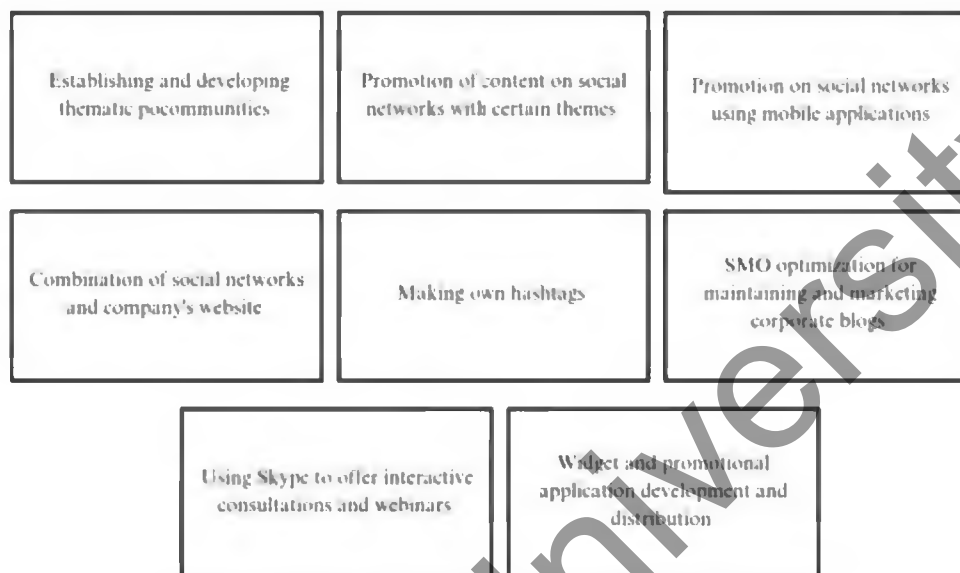 Establishing and developing
thematic pocommunities
Promotion of content on social
networks with certain themes
Promotion on social networks
using mobile applications
Combination of social networks
and company's website
Making own hashtags
SMO optimization for
maintaining and marketing
corporate blogs
Using Skype to offer interactive
consultations and webinars
Widget and promotional
application development and
distribution